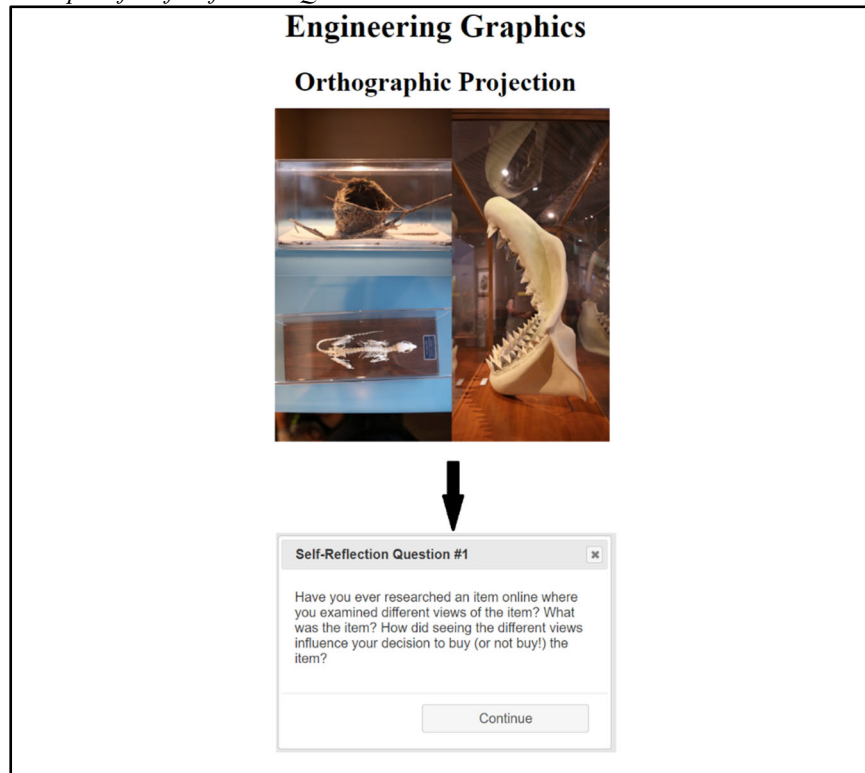 Engineering Graphics
Orthographic Projection
Self-Reflection Question #1
Have you ever researched an item online where
you examined different views of the item? What
was the item? How did seeing the different views
influence your decision to buy (or not buy!) the
item?
Continue